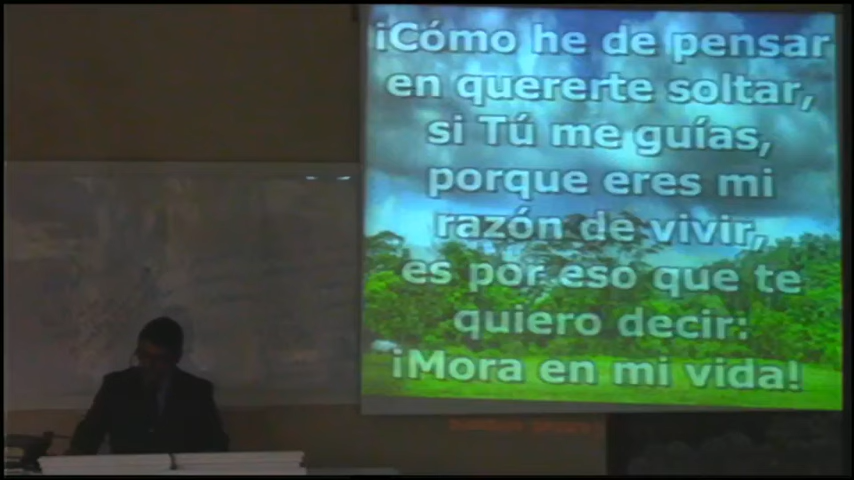 ¡Cómo he de pensar
en quererte soltar,
si Tú me guías,
porque eres mi
razón de vivir,
es por eso que te
quiero decir:
¡Mora en mi vida!